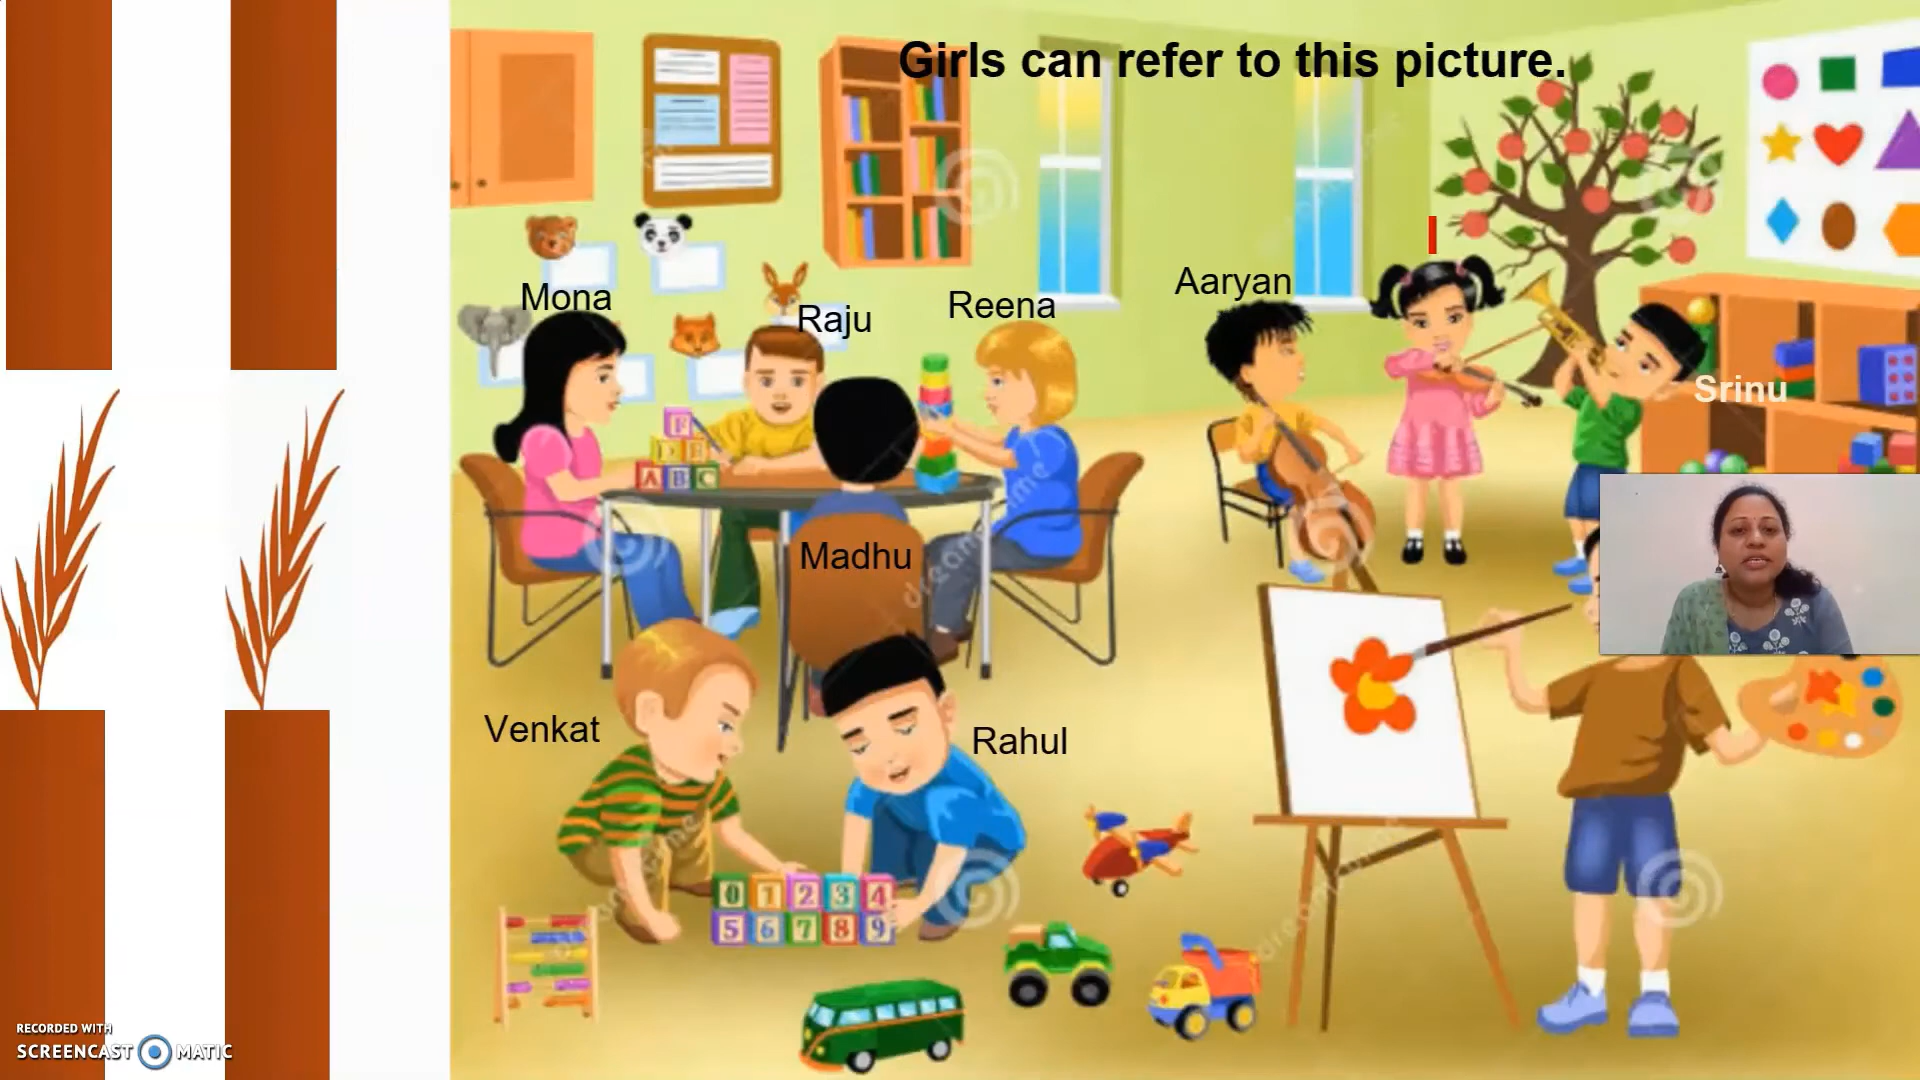 Girls can refer to this picture.
I
Aaryan
Mona
Reena
Raju
Srinu
F
D E
A B C
Madhu
Venkat
Rahul
0 1 2 3 4
5 6 7 8 9
dreamstime
RECORDED WITH
SCREENCAST MATIC